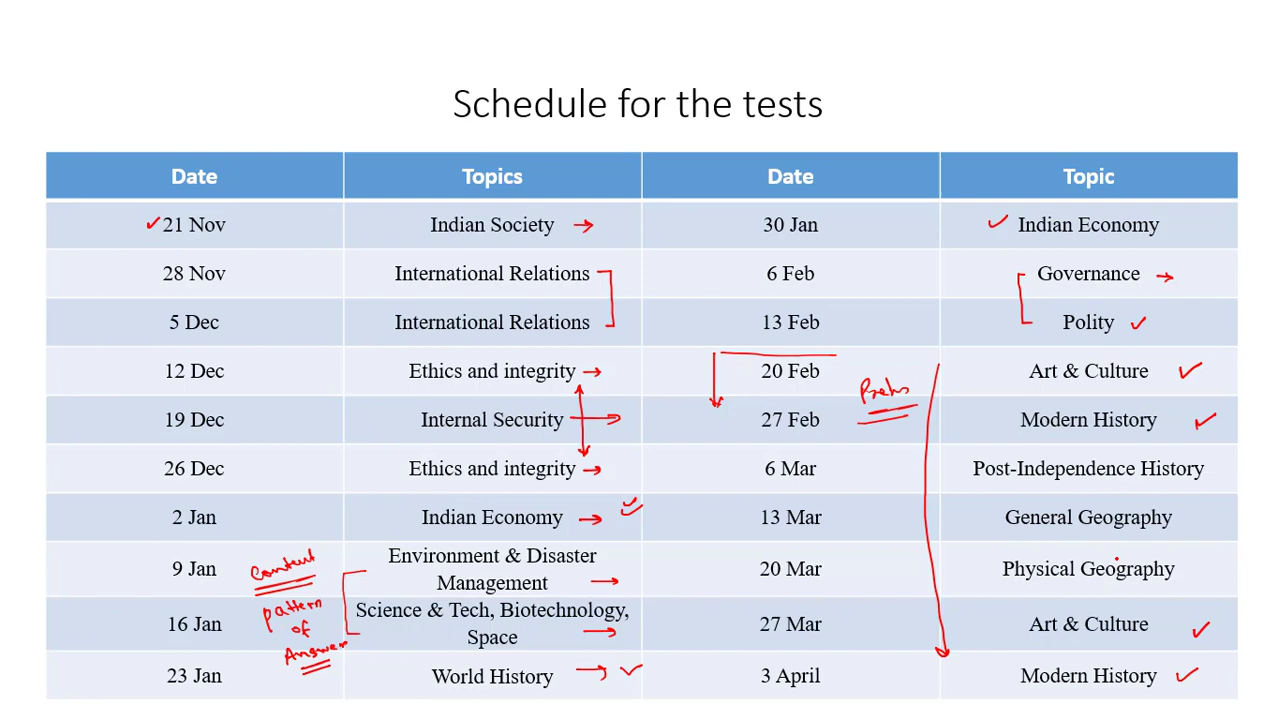 Schedule for the tests
Date Topics Date Topic
21 Nov Indian Society 30 Jan Indian Economy
28 Nov International Relations 6 Feb Governance
5 Dec International Relations 13 Feb Polity
12 Dec Ethics and integrity 20 Feb Art & Culture
Prelims
19 Dec Internal Security 27 Feb Modern History
26 Dec Ethics and integrity 6 Mar Post-Independence History
2 Jan Indian Economy 13 Mar General Geography
9 Jan Content Environment & Disaster
Management 20 Mar Physical Geography
16 Jan pattern
of
Answer
Science & Tech, Biotechnology,
Space 27 Mar Art & Culture
23 Jan World History 3 April Modern History